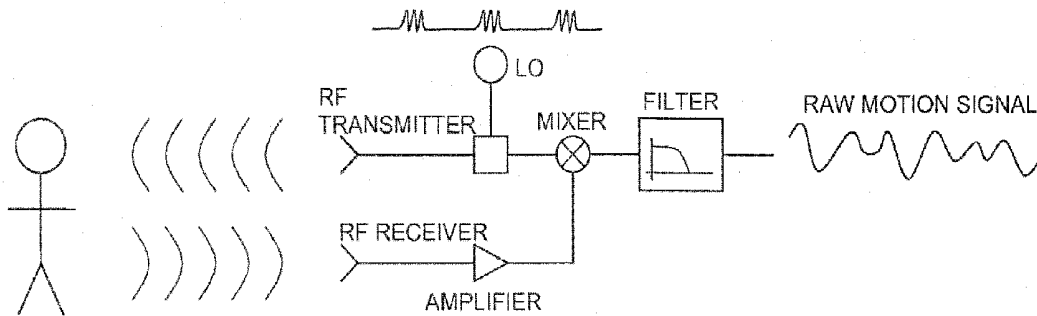 LO
RF
TRANSMITTER
MIXER
FILTER
RAW MOTION SIGNAL
RF RECEIVER
AMPLIFIER